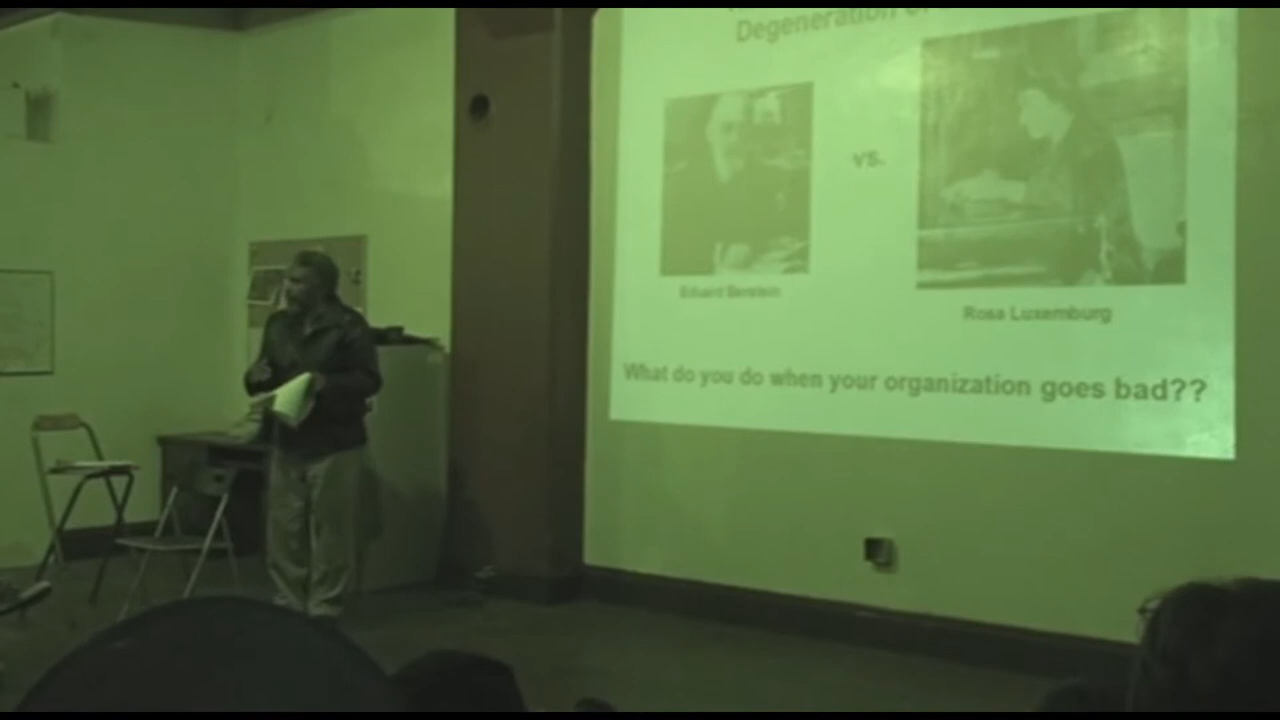 Degeneration
vs.
Rosa Luxemburg
What do you do when your organization goes bad??